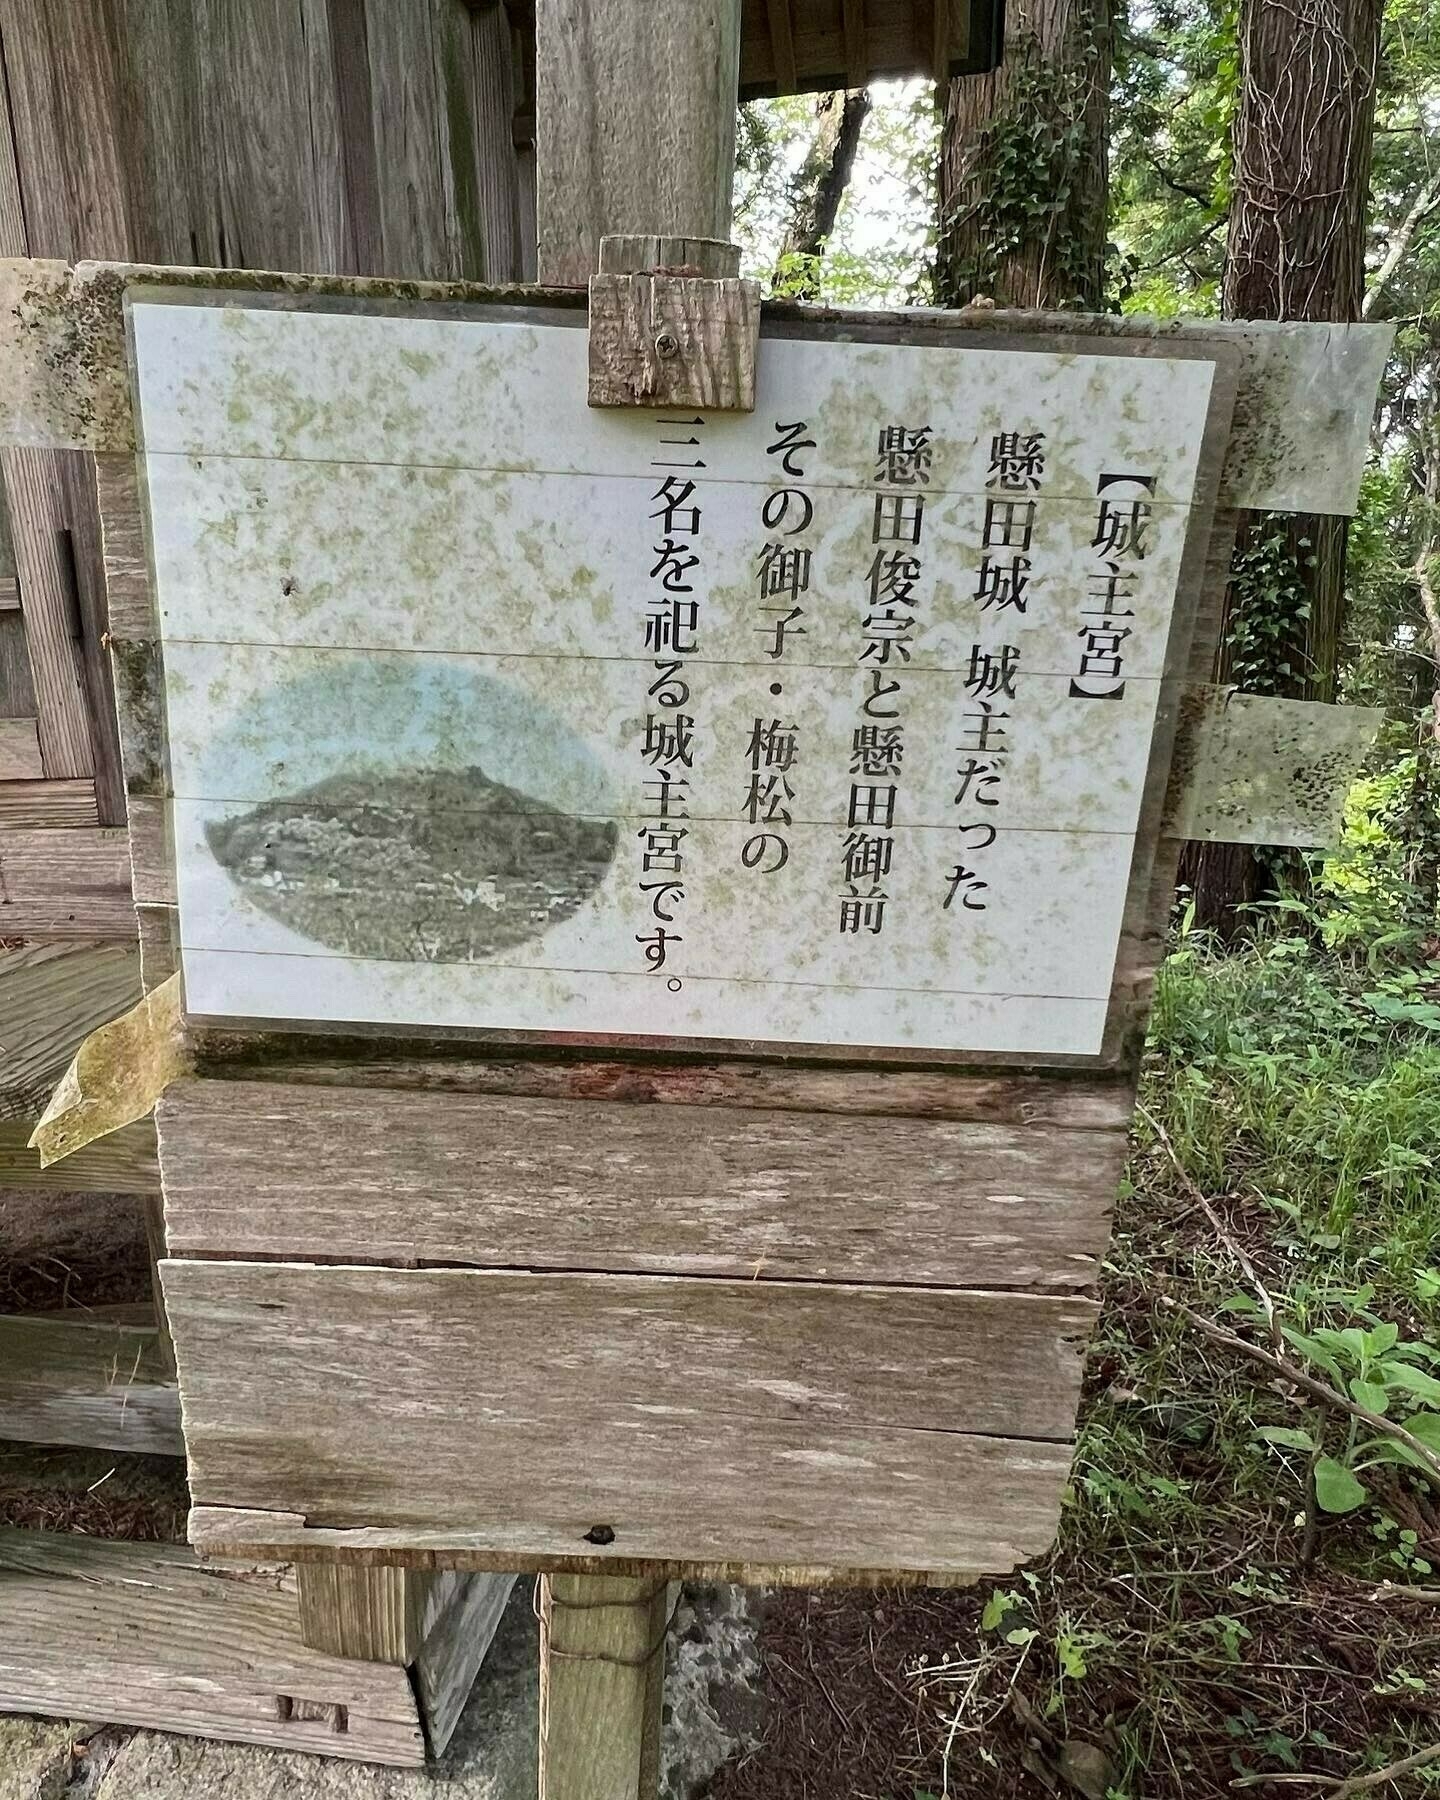 【城主宮】
懸田城 城主だった
懸田俊宗と懸田御前
その御子・梅松の
三名を祀る城主宮です。